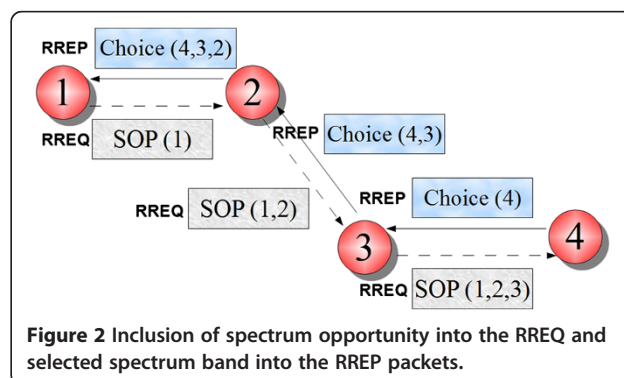 RREP Choice (4,3,2)
1
2
RREQ SOP (1)
RREP Choice (4,3)
RREQ SOP (1,2)
RREP Choice (4)
3
4
RREQ SOP (1,2,3)
Figure 2 Inclusion of spectrum opportunity into the RREQ and
selected spectrum band into the RREP packets.